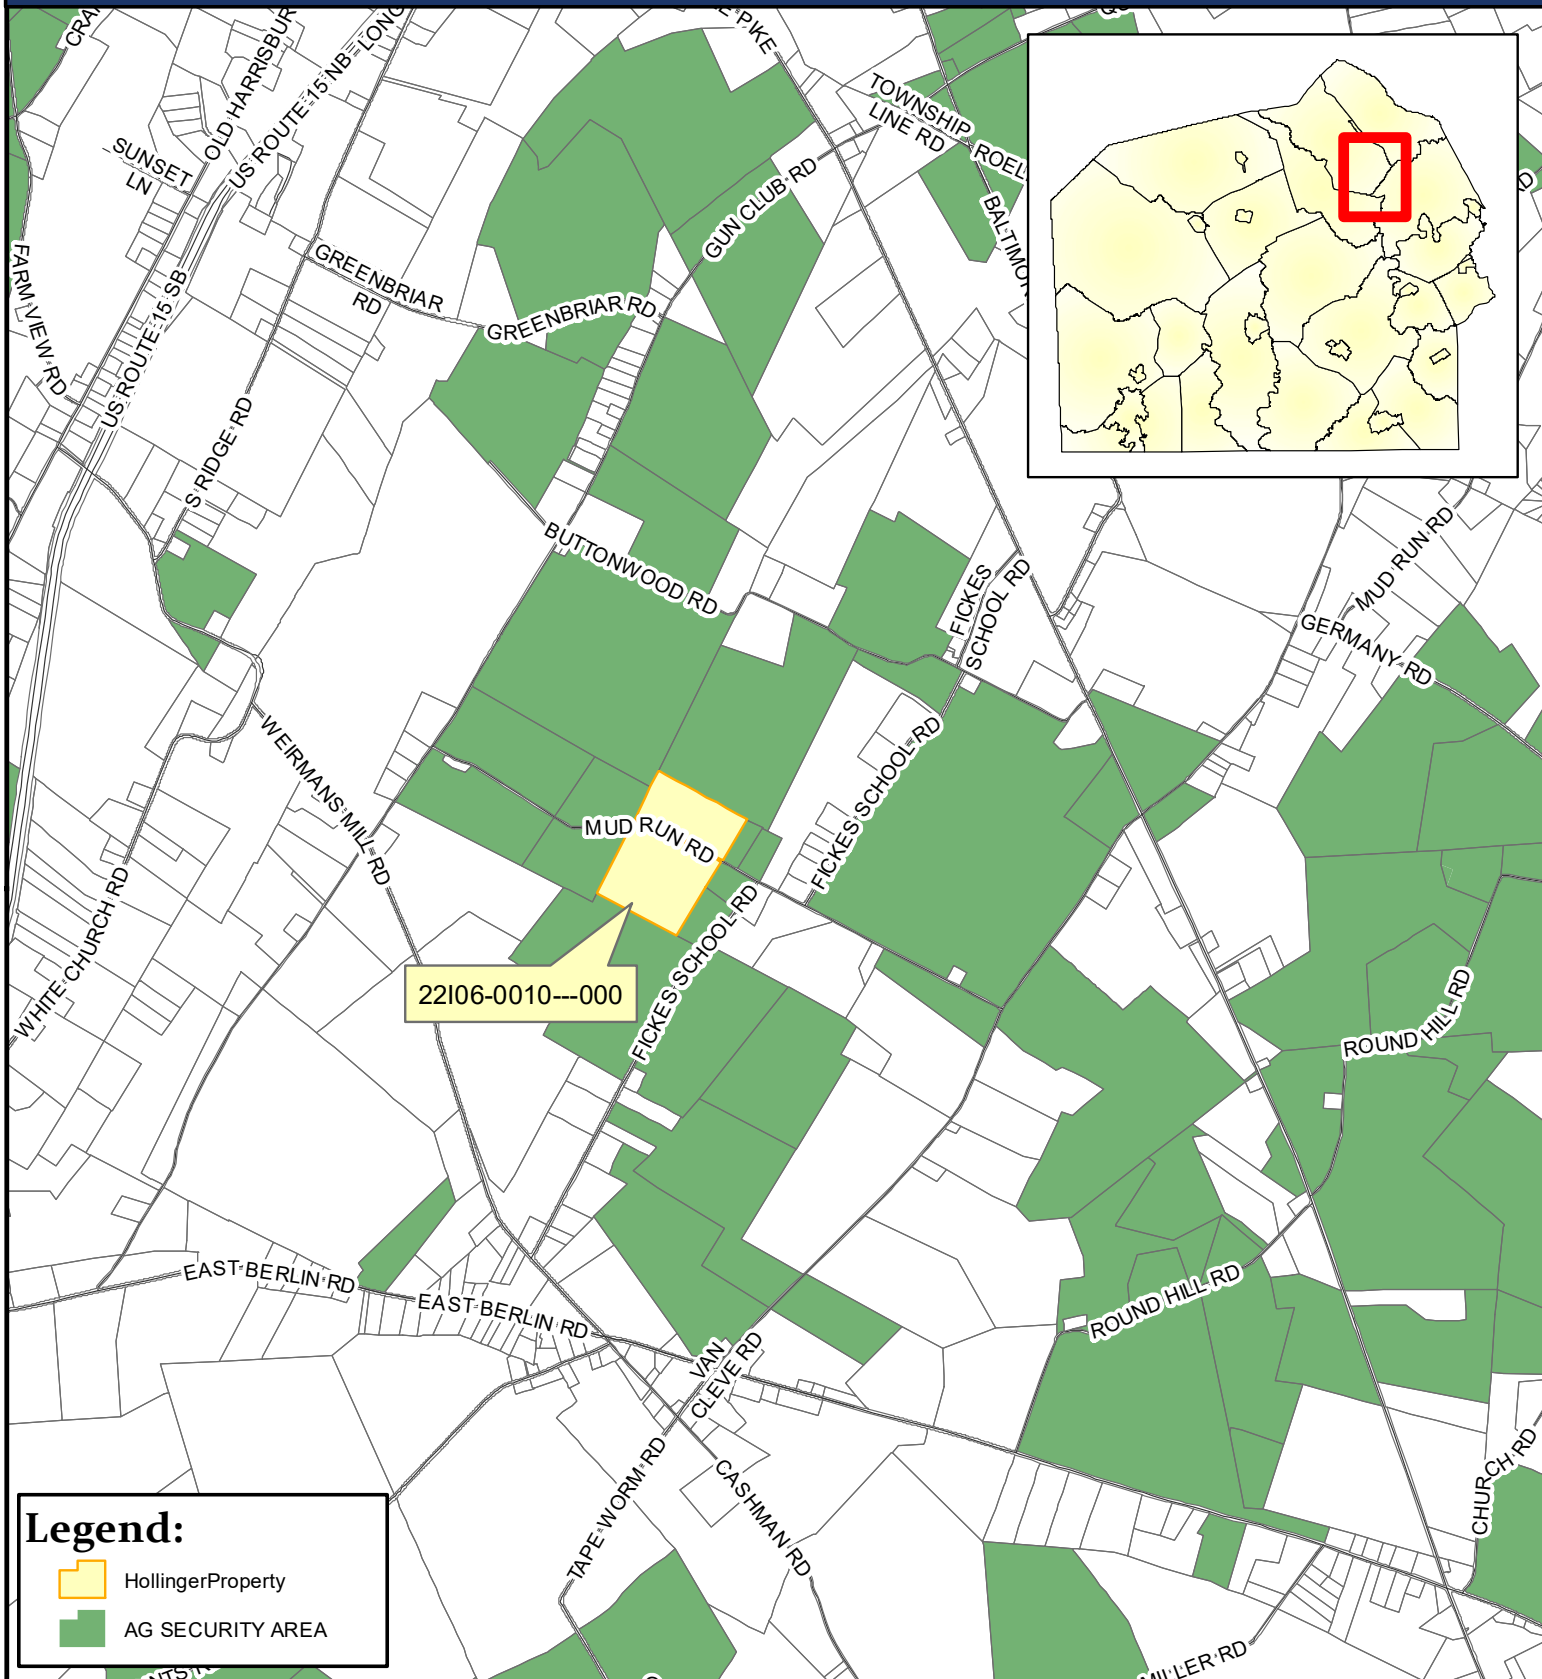 OLD HARRISBUR
US ROUTE 15 NB
LONG
E PIKE
TOWNSHIP
LINE RD
SUNSET
LN
GUN CLUB RD
BALTIMOR
FARM VIEW RD
GREENBRIAR
RD
GREENBRIAR RD
US ROUTE 15 SB
S RIDGE RD
BUTTONWOOD RD
FICKES
SCHOOL RD
MUD RUN RD
GERMANY RD
WEIRMANS MILL RD
FICKES SCHOOL RD
MUD RUN RD
FICKES SCHOOL RD
WHITE CHURCH RD
22I06-0010---000
ROUND HILL RD
EAST BERLIN RD
EAST BERLIN RD
ROUND HILL RD
VAN
CLEVE RD
TAPE WORM RD
CASHMAN RD
CHURCH RD
MILLER RD
Legend:
HollingerProperty
AG SECURITY AREA